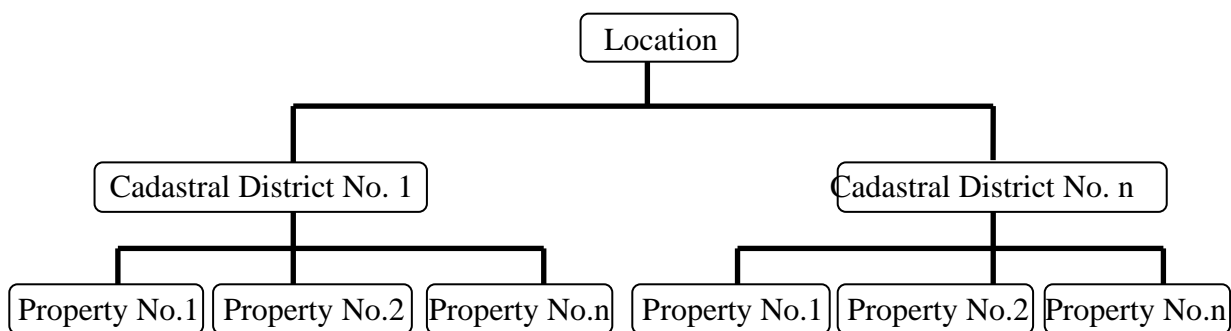 Location
Cadastral District No. 1
Cadastral District No. n
Property No.1
Property No.2
Property No.n
Property No.1
Property No.2
Property No.n